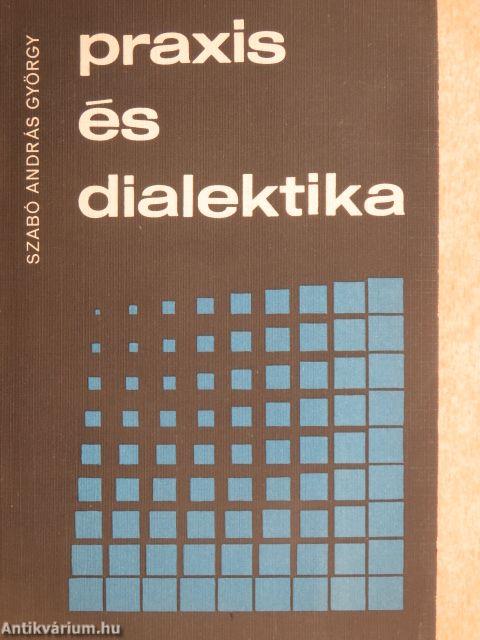 SZABÓ ANDRÁS GYÖRGY
praxis
és
dialektika
Antikvárium.hu